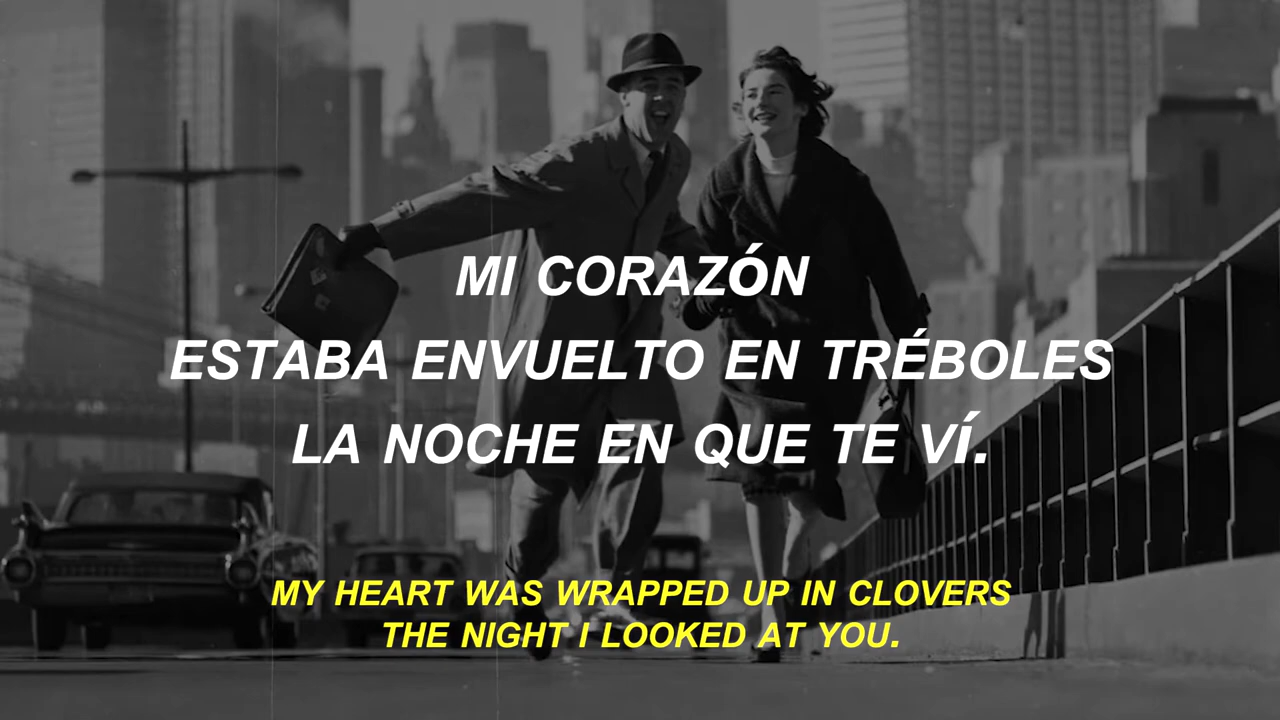 MI CORAZÓN
ESTABA ENVUELTO EN TRÉBOLES
LA NOCHE EN QUE TE VÍ.
MY HEART WAS WRAPPED UP IN CLOVERS
THE NIGHT I LOOKED AT YOU.